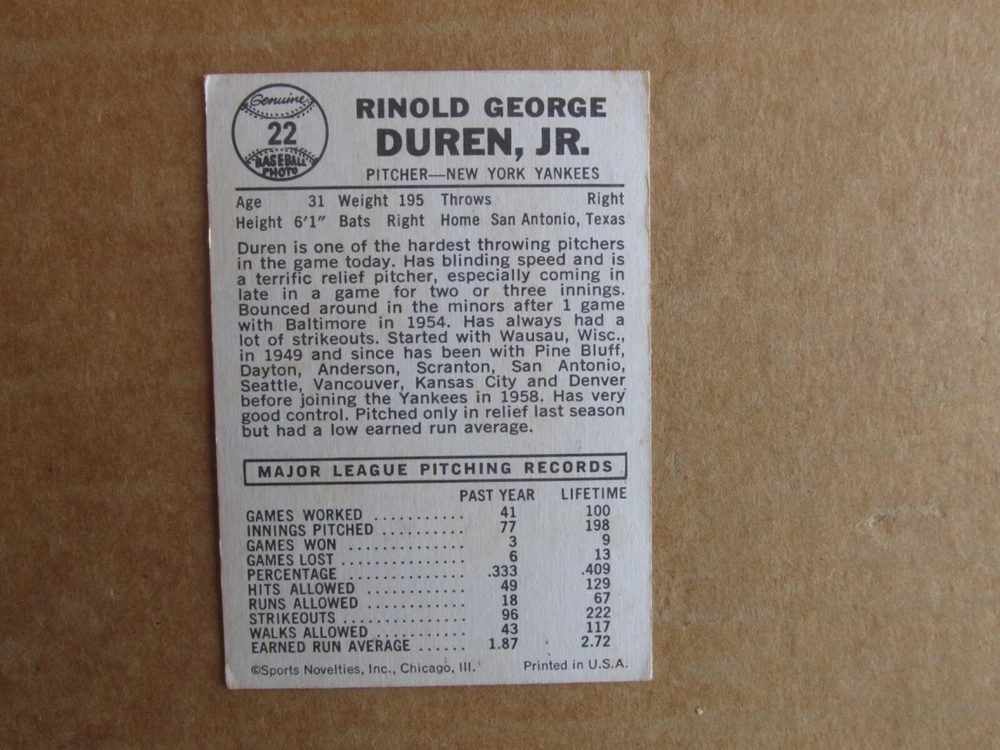 Genuine
22
BASEBALL
PHOTO
RINOLD GEORGE
DUREN, JR.
PITCHER—NEW YORK YANKEES
Age 31 Weight 195 Throws Right
Height 6'1" Bats Right Home San Antonio, Texas
Duren is one of the hardest throwing pitchers
in the game today. Has blinding speed and is
a terrific relief pitcher, especially coming in
late in a game for two or three innings.
Bounced around in the minors after 1 game
with Baltimore in 1954. Has always had a
lot of strikeouts. Started with Wausau, Wisc.,
in 1949 and since has been with Pine Bluff,
Dayton, Anderson, Scranton, San Antonio,
Seattle, Vancouver, Kansas City and Denver
before joining the Yankees in 1958. Has very
good control. Pitched only in relief last season
but had a low earned run average.
MAJOR LEAGUE PITCHING RECORDS
PAST YEAR LIFETIME
GAMES WORKED ........... 41 100
INNINGS PITCHED .......... 77 198
GAMES WON .............. 3 9
GAMES LOST ............... 6 13
PERCENTAGE .............. .333 .409
HITS ALLOWED ............. 49 129
RUNS ALLOWED ............ 18 67
STRIKEOUTS ............... 96 222
WALKS ALLOWED ........... 43 117
EARNED RUN AVERAGE ...... 1.87 2.72
©Sports Novelties, Inc., Chicago, Ill. Printed in U.S.A.